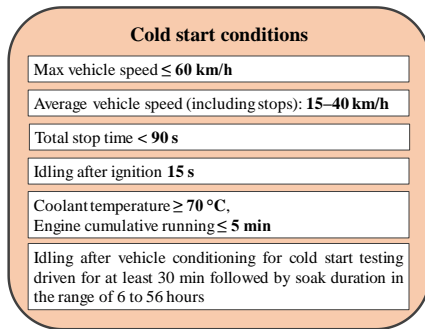 Cold start conditions
Max vehicle speed ≤ 60 km/h
Average vehicle speed (including stops): 15–40 km/h
Total stop time < 90 s
Idling after ignition 15 s
Coolant temperature ≥ 70 °C,
Engine cumulative running ≤ 5 min
Idling after vehicle conditioning for cold start testing
driven for at least 30 min followed by soak duration in
the range of 6 to 56 hours